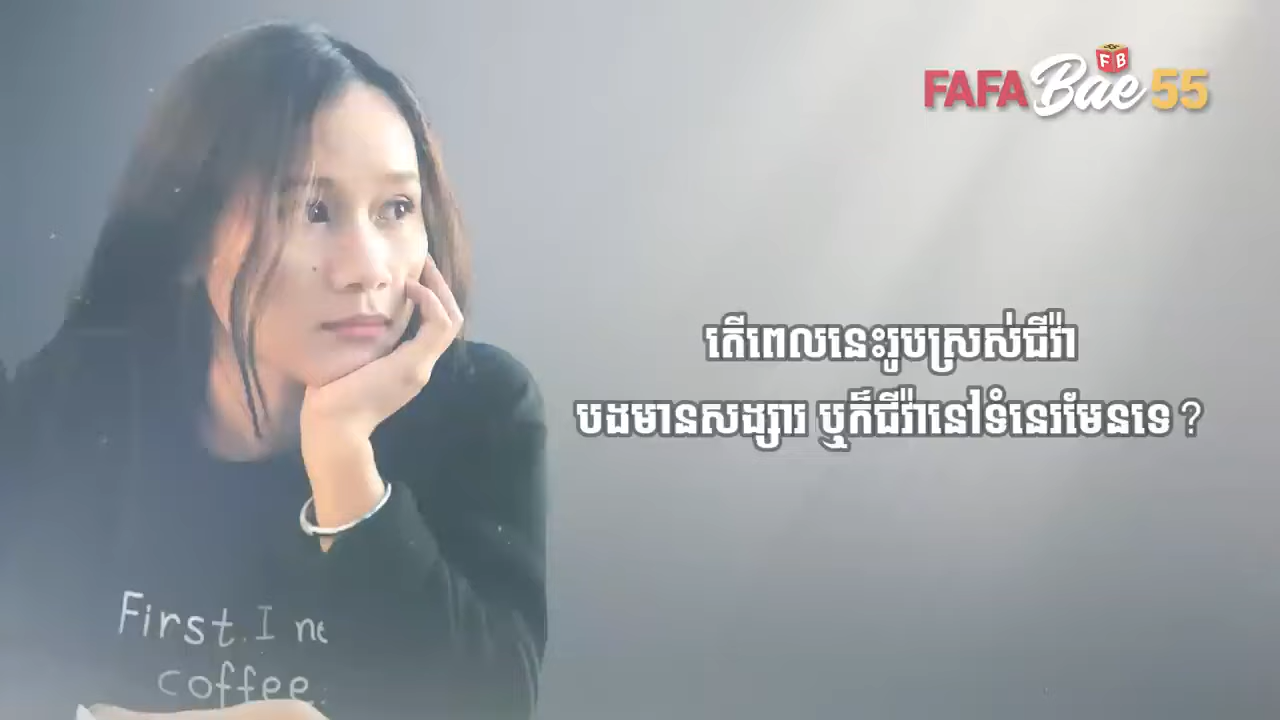 FAFA Bae 55
FB
តើពេលនេះរូបស្រស់ជីវ៉ា
បងមានសង្សារ ឬក៏ជីវ៉ានៅទំនេរមែនទេ ?
First I ne
coffee